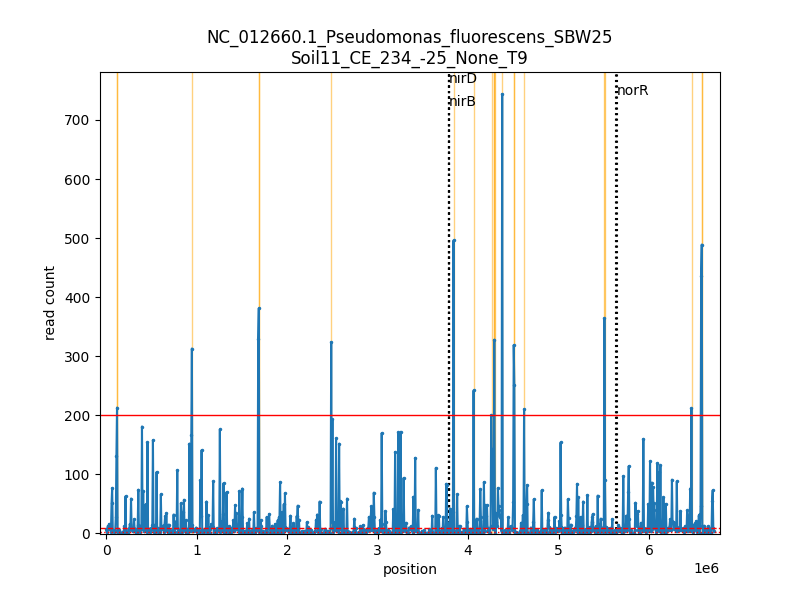 NC_012660.1_Pseudomonas_fluorescens_SBW25
Soil11_CE_234_-25_None_T9
nirD
nirB
norR
700
600
500
400
300
200
100
0
read count
0 1 2 3 4 5 6
1e6
position